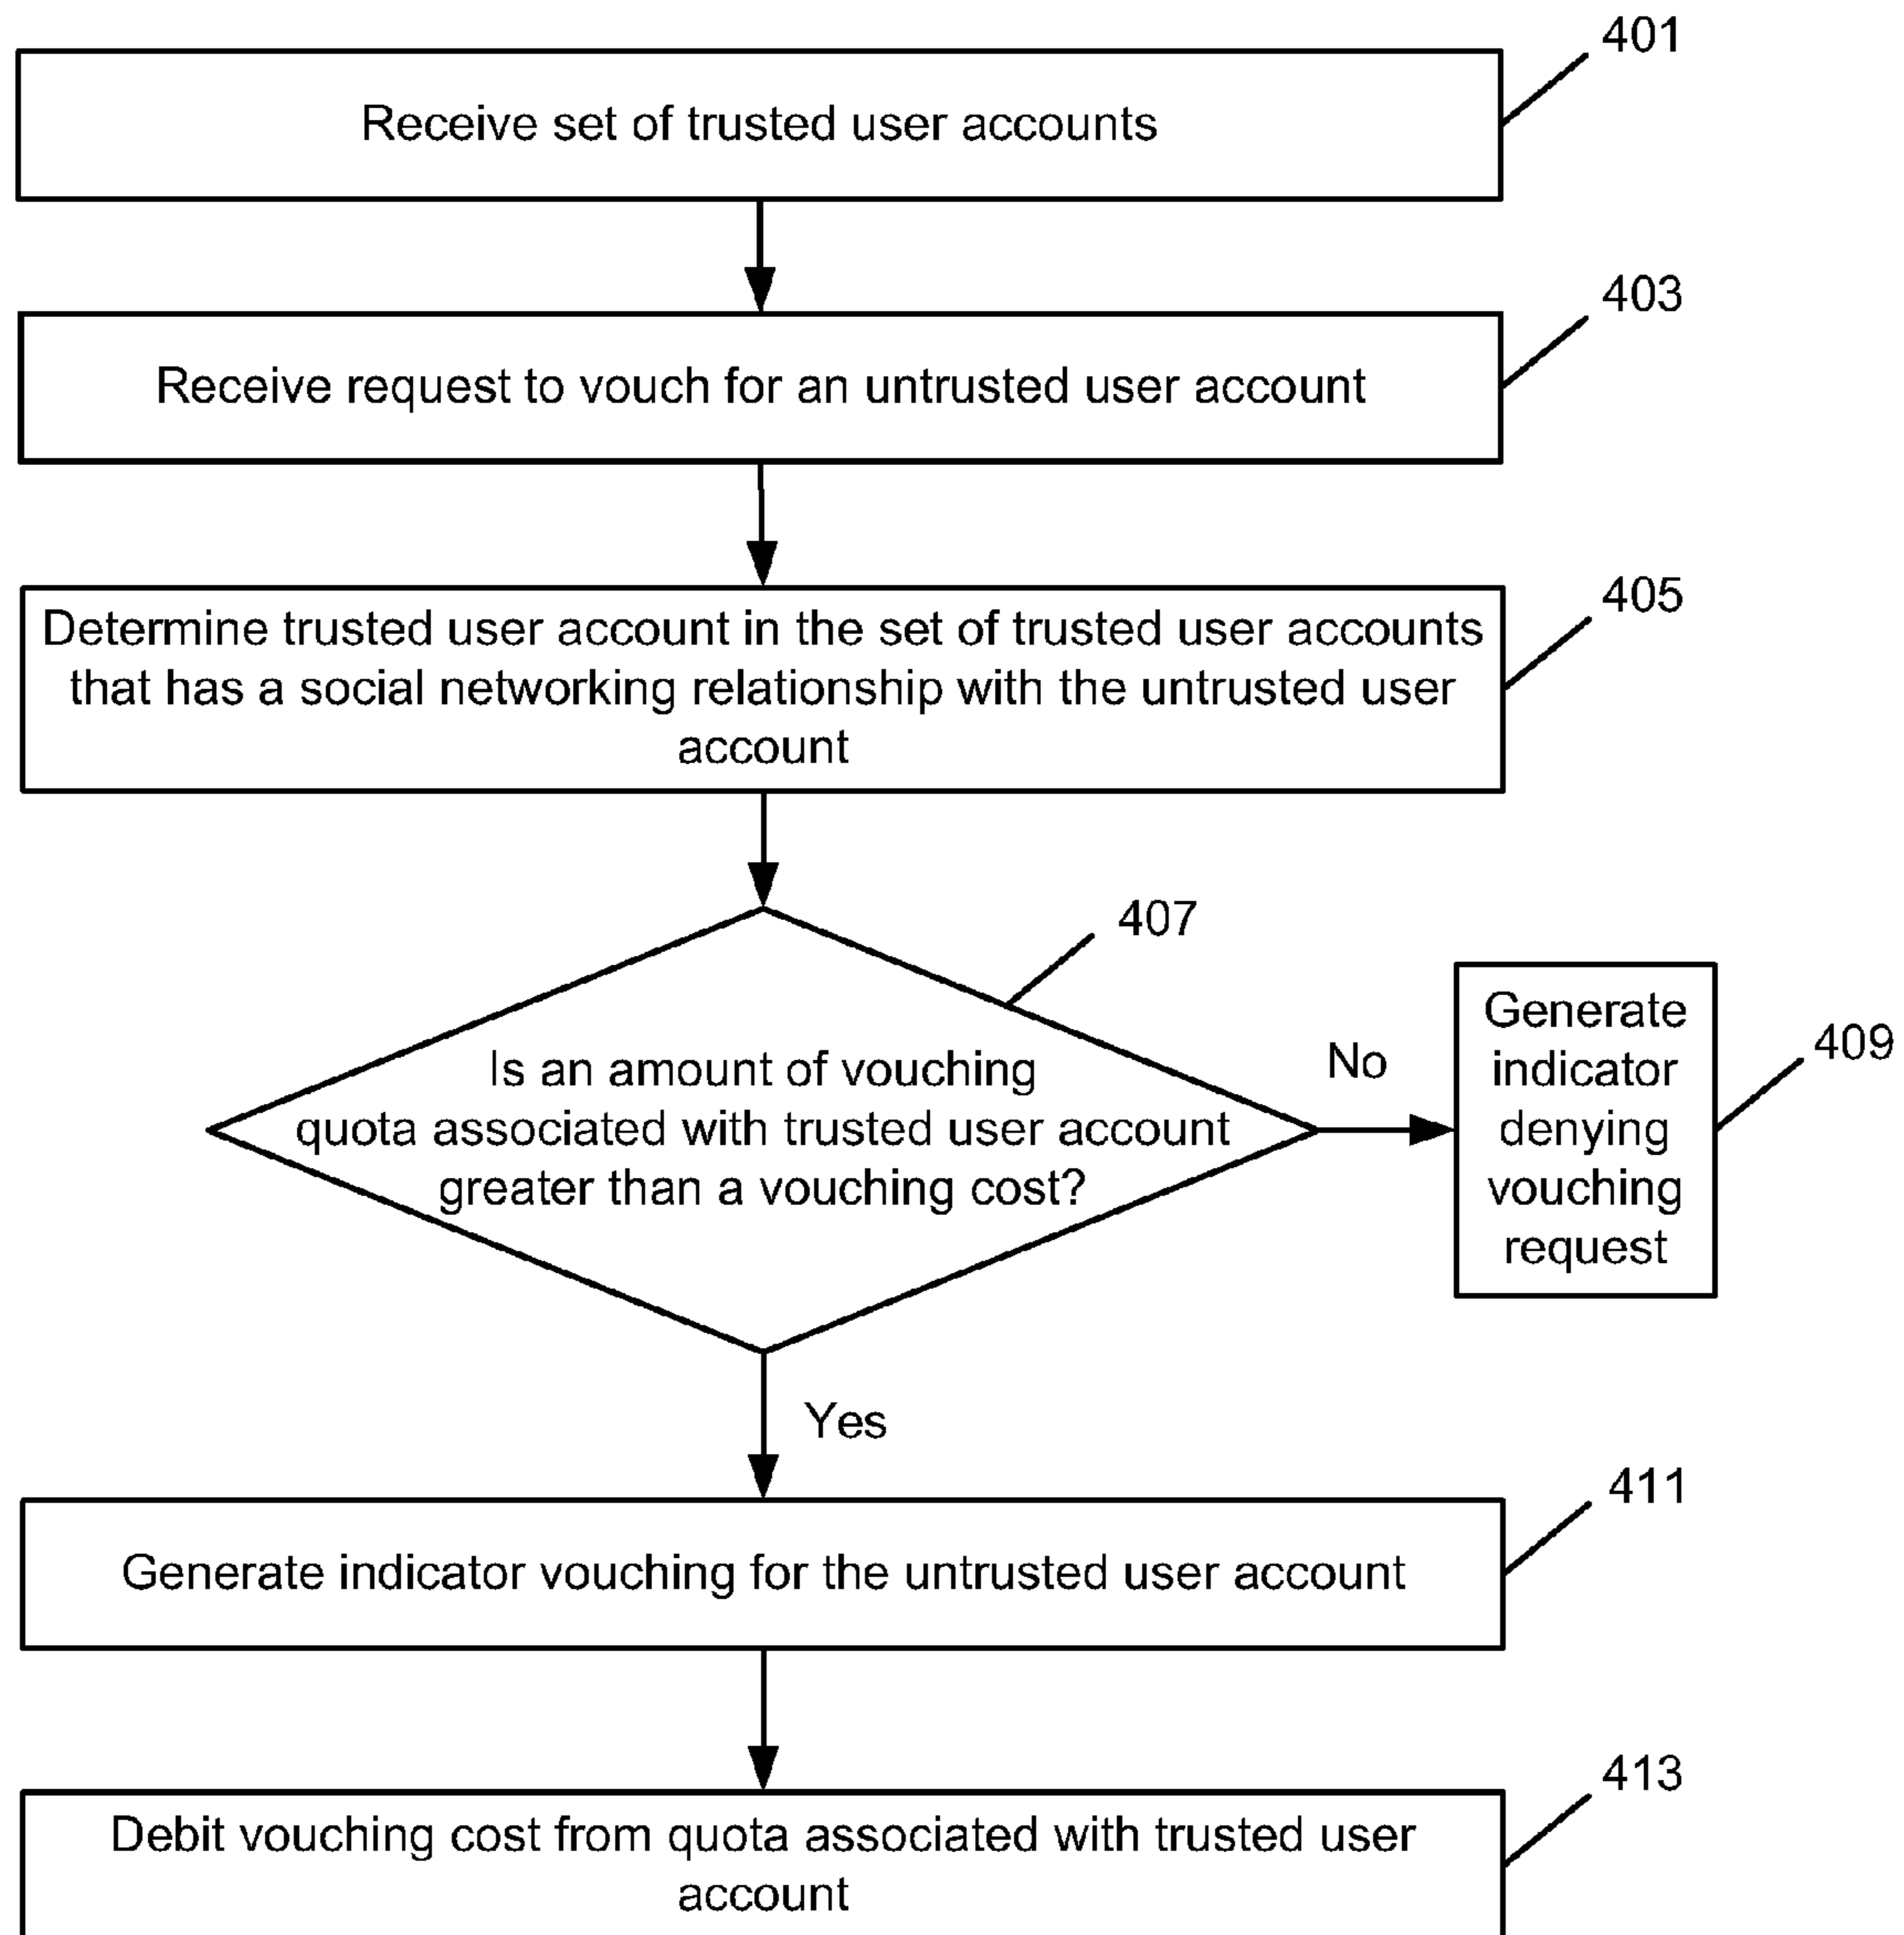 401
Receive set of trusted user accounts
403
Receive request to vouch for an untrusted user account
405
Determine trusted user account in the set of trusted user accounts
that has a social networking relationship with the untrusted user
account
407
Is an amount of vouching
quota associated with trusted user account
greater than a vouching cost?
No
Generate
indicator
denying
vouching
request
409
Yes
411
Generate indicator vouching for the untrusted user account
413
Debit vouching cost from quota associated with trusted user
account